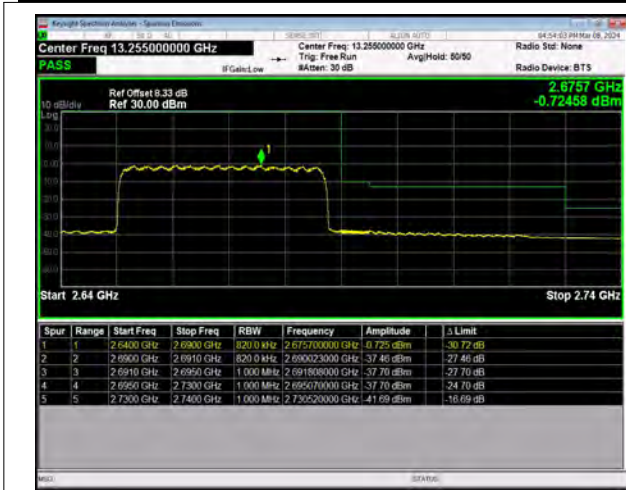 Keysight Spectrum Analyzer - Spurious Emissions
SENSE:INT
ALIGN AUTO
04:54:03 PM Mar 09, 2024
Center Freq 13.255000000 GHz
Center Freq: 13.255000000 GHz
Radio Std: None
Trig: Free Run
Avg|Hold: 50/50
PASS
IFGain:Low
#Atten: 30 dB
Radio Device: BTS
Ref Offset 8.33 dB
2.6757 GHz
10 dB/div
Ref 30.00 dBm
-0.72458 dBm
Log
1
Start 2.64 GHz
Stop 2.74 GHz
Spur Range Start Freq Stop Freq RBW Frequency Amplitude Δ Limit
1 1 2.6400 GHz 2.6900 GHz 820.0 kHz 2.675700000 GHz -0.725 dBm -30.72 dB
2 2 2.6900 GHz 2.6910 GHz 820.0 kHz 2.690023000 GHz -37.46 dBm -27.46 dB
3 3 2.6910 GHz 2.6950 GHz 1.000 MHz 2.691808000 GHz -37.70 dBm -27.70 dB
4 4 2.6950 GHz 2.7300 GHz 1.000 MHz 2.695070000 GHz -37.70 dBm -24.70 dB
5 5 2.7300 GHz 2.7400 GHz 1.000 MHz 2.730520000 GHz -41.69 dBm -16.69 dB
MSG
STATUS